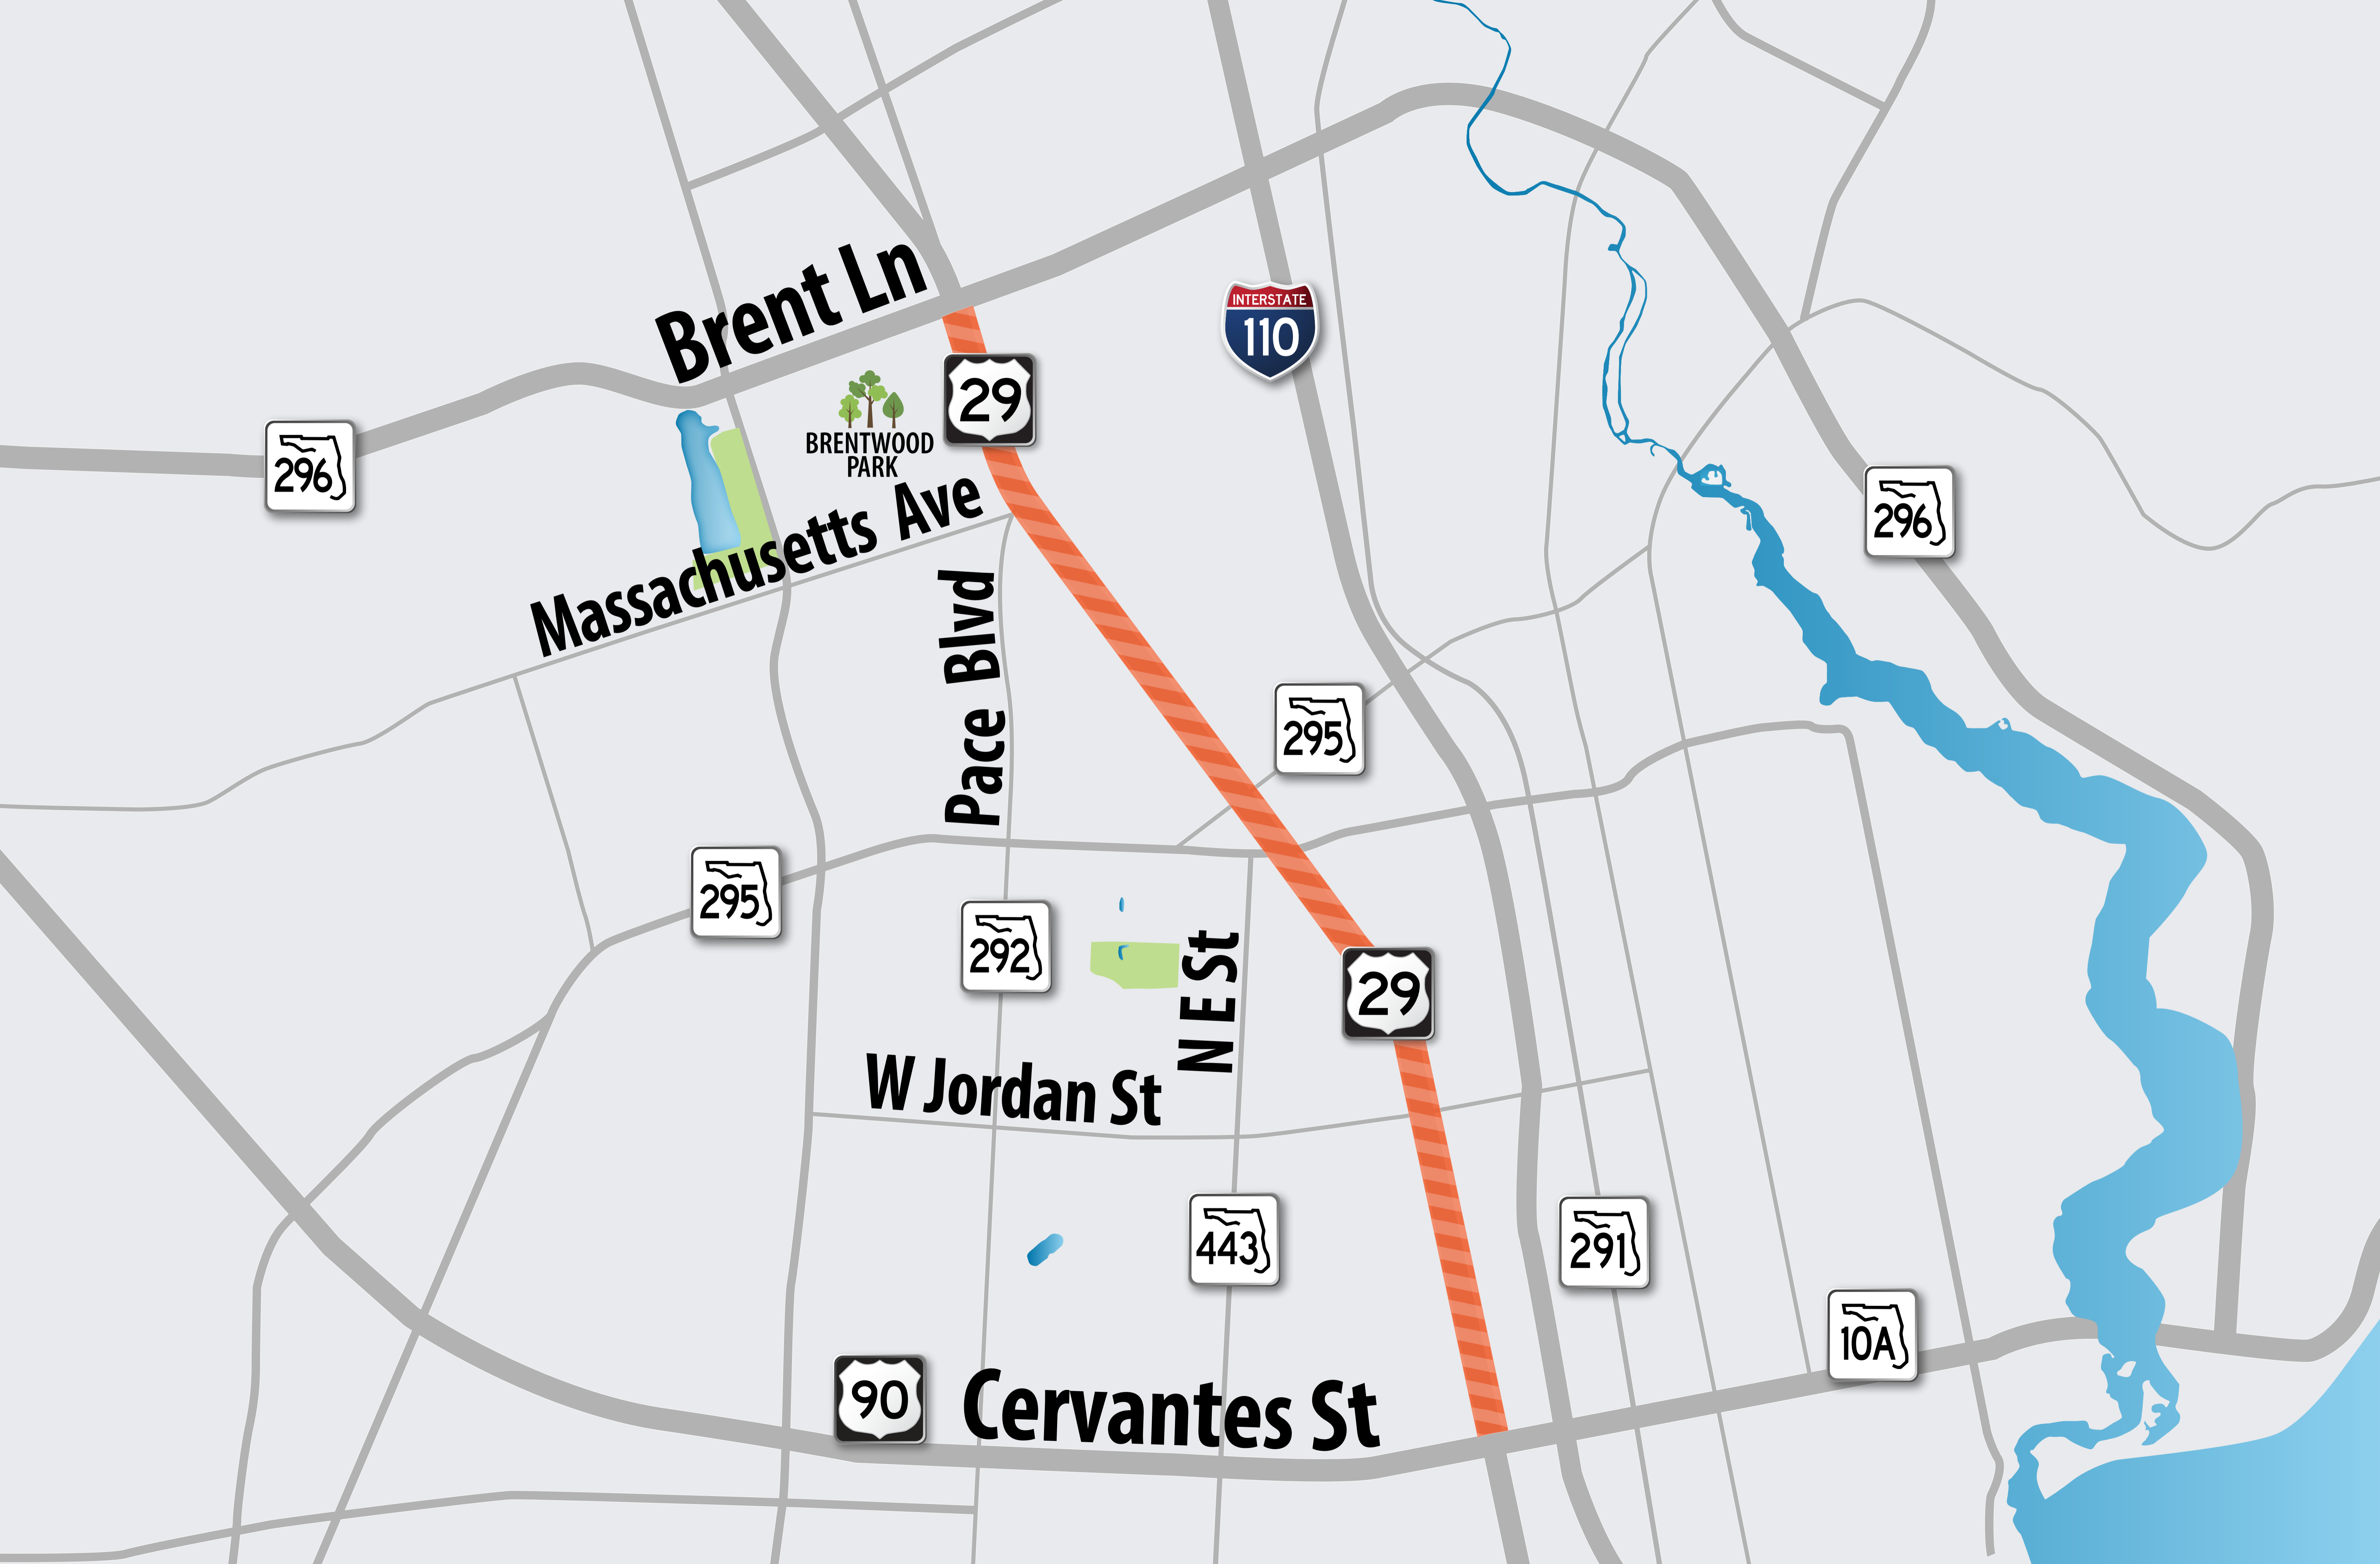 Brent Ln
INTERSTATE
110
29
BRENTWOOD
PARK
296
Massachusetts Ave
296
Pace Blvd
295
295
292
N E St
29
W Jordan St
443
291
10A
90
Cervantes St